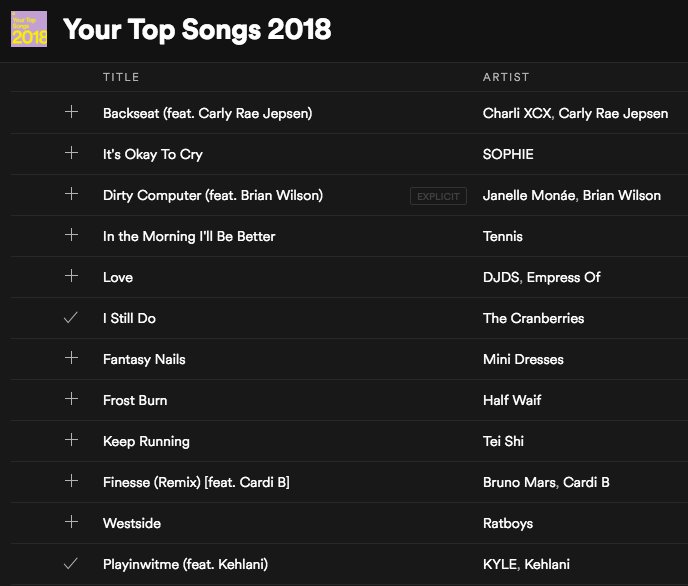 Your Top Songs 2018
Your Top Songs 2018
TITLE ARTIST
Backseat (feat. Carly Rae Jepsen) Charli XCX, Carly Rae Jepsen
It's Okay To Cry SOPHIE
Dirty Computer (feat. Brian Wilson) EXPLICIT Janelle Monáe, Brian Wilson
In the Morning I'll Be Better Tennis
Love DJDS, Empress Of
I Still Do The Cranberries
Fantasy Nails Mini Dresses
Frost Burn Half Waif
Keep Running Tei Shi
Finesse (Remix) [feat. Cardi B] Bruno Mars, Cardi B
Westside Ratboys
Playinwitme (feat. Kehlani) KYLE, Kehlani